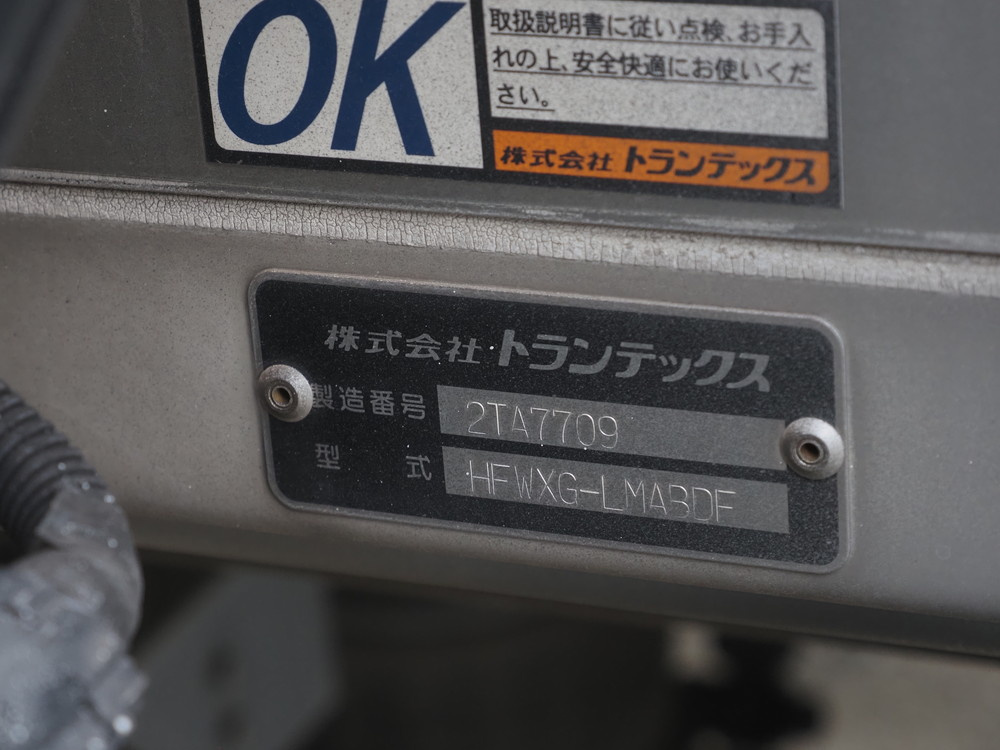 OK
取扱説明書に従い点検、お手入
れの上、安全快適にお使いくだ
さい。
株式会社 トランテックス
株式会社 トランテックス
製造番号 2TA7709
型式 HFWXG-LMABDF